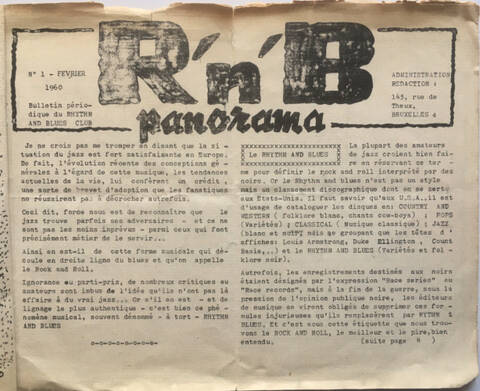 R'n'B
panorama
N° 1 - FEVRIER
1960
Bulletin pério-
dique du RHYTHM
AND BLUES CLUB
ADMINISTRATION
REDACTION :
145, rue de
Theux,
BRUXELLES 4
Je ne crois pas me tromper en disant que la si-
tuation du jazz est fort satisfaisante en Europe.
De fait, l'évolution récente des conceptions gé-
nérales à l'égard de cette musique, les tendances
actuelles de la vie, lui confèrent un crédit ,
une sorte de brevet d'adoption que les fanatiques
ne réussiront pas à décrocher autrefois.
Ceci dit, force nous est de reconnaître que le
jazz trouve parfois ses adversaires - et ce ne
sont pas les moins imprévus - parmi ceux qui font
précisément métier de le servir...
Ainsi en est-il de cette forme musicale qui dé-
coule en droite ligne du blues et qu'on appelle
le ROCK and ROLL.
Ignorance ou parti-pris, de nombreux critiques ou
amateurs sont imbus de l'idée qu'ils n'ont pas là
affaire à du vrai jazz... Or s'il en est - et de
lignage le plus authentique - c'est bien ce phé-
nomène musical, souvent dénommé - à tort - RHYTHM
AND BLUES
o-o-o-o-o-o-o-o
LE RHYTHM AND BLUES
La plupart des amateurs
de jazz croient bien fai-
re en réservant ce ter-
me pour définir le rock and roll interprété par des
noirs. Or le Rhythm and blues n'est pas un style
mais un classement discographique dont on se sert
aux Etats-Unis. Il faut savoir qu'aux U.S.A., il est
d'usage de cataloguer les disques en: COUNTRY AND
WESTERN ( folklore blanc, chants cow-boys) ; POPS
(Variétés) ; CLASSICAL ( Musique classique) ; JAZZ
(blanc et noir, mais ne groupant que les têtes d'
affiches: Louis Armstrong, Duke Ellington , Count
Basie,...) et le RHYTHM AND BLUES (Variétés et fol-
klore noir).
Autrefois, les enregistrements destinés aux noirs
étaient désignés par l'expression "Race series" ou
"Race records", mais à la fin de la guerre, sous la
pression de l'opinion publique noire, les éditeurs
de musique se virent obligés de supprimer ces for-
mules injurieuses qu'ils remplacèrent par RYTHM &
BLUES. Et c'est sous cette étiquette que nous trou-
vons le ROCK AND ROLL, le meilleur et le pire, bien
entendu. (suite page 8 )